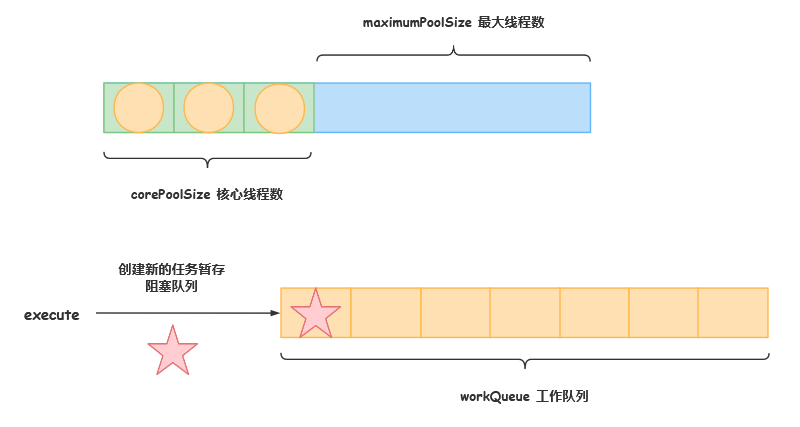 maximumPoolSize 最大线程数
corePoolSize 核心线程数
创建新的任务暂存
阻塞队列
execute
workQueue 工作队列